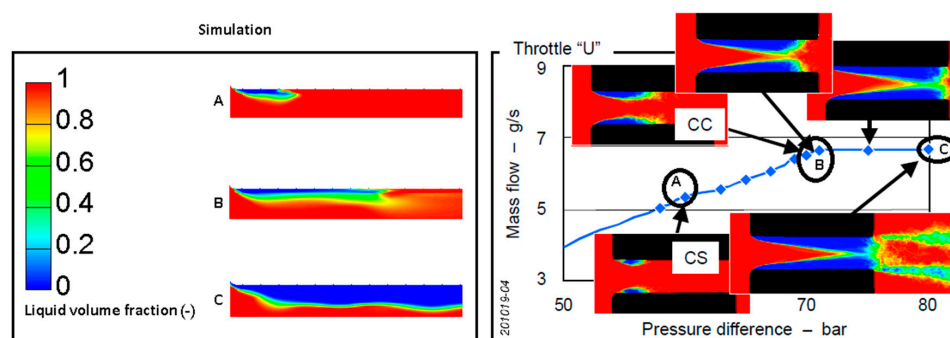 Simulation
1
0.8
0.6
0.4
0.2
0
Liquid volume fraction (-)
A
B
C
Throttle "U"
9
7
5
3
Mass flow – g/s
CC
A
B
C
CS
201019-04
50
70
80
Pressure difference – bar